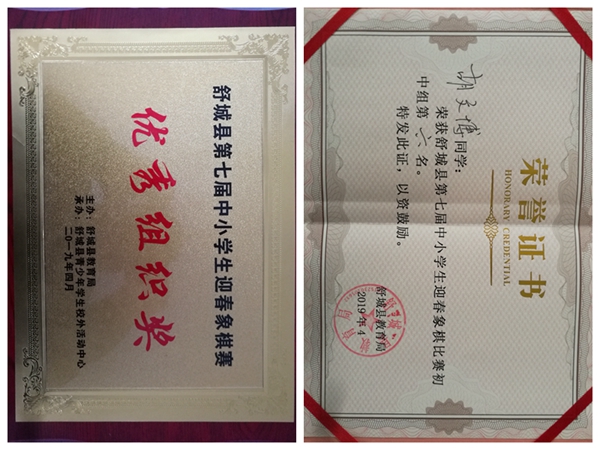 舒城县第七届中小学生迎春象棋赛
优秀组织奖
主办：舒城县教育局
承办：舒城县青少年学生校外活动中心
二〇一九年四月
荣誉证书
HONORARY CREDENTIAL
胡文博同学：
荣获舒城县第七届中小学生迎春象棋比赛初
中组第六名。
特发此证，以资鼓励。
舒城县教育局
2019年4